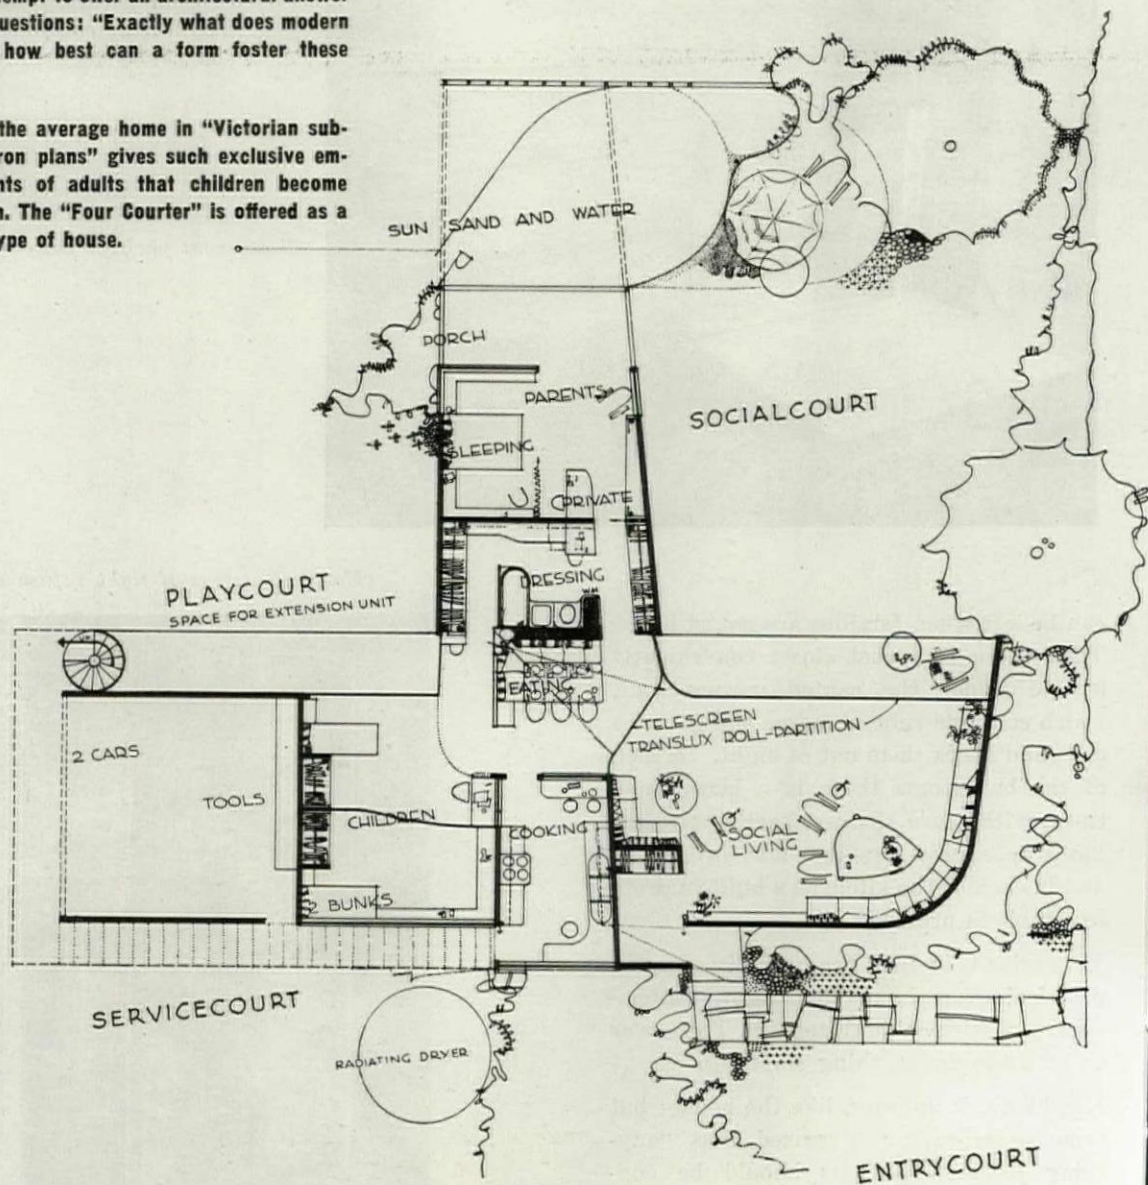 uestions: “Exactly what does modern
how best can a form foster these
the average home in “Victorian sub-
ron plans” gives such exclusive em-
nts of adults that children become
n. The “Four Courter” is offered as a
ype of house.
SUN SAND AND WATER
PORCH
PARENTS
SOCIALCOURT
SLEEPING
PRIVATE
DRESSING
PLAYCOURT
SPACE FOR EXTENSION UNIT
EATING
TELESCREEN
TRANSLUX ROLL-PARTITION
2 CARS
TOOLS
CHILDREN
COOKING
SOCIAL
LIVING
2 BUNKS
SERVICECOURT
RADIATING DRYER
ENTRYCOURT